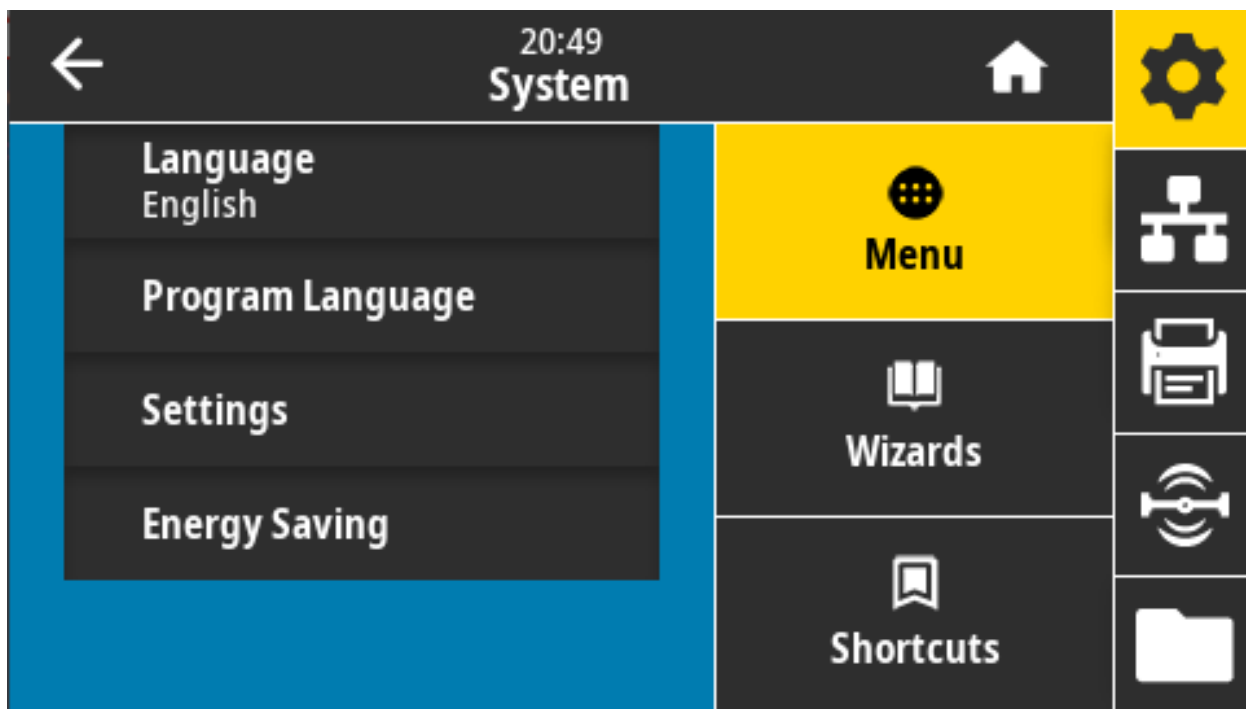 20:49
System
Language
English
Program Language
Settings
Energy Saving
Menu
Wizards
Shortcuts